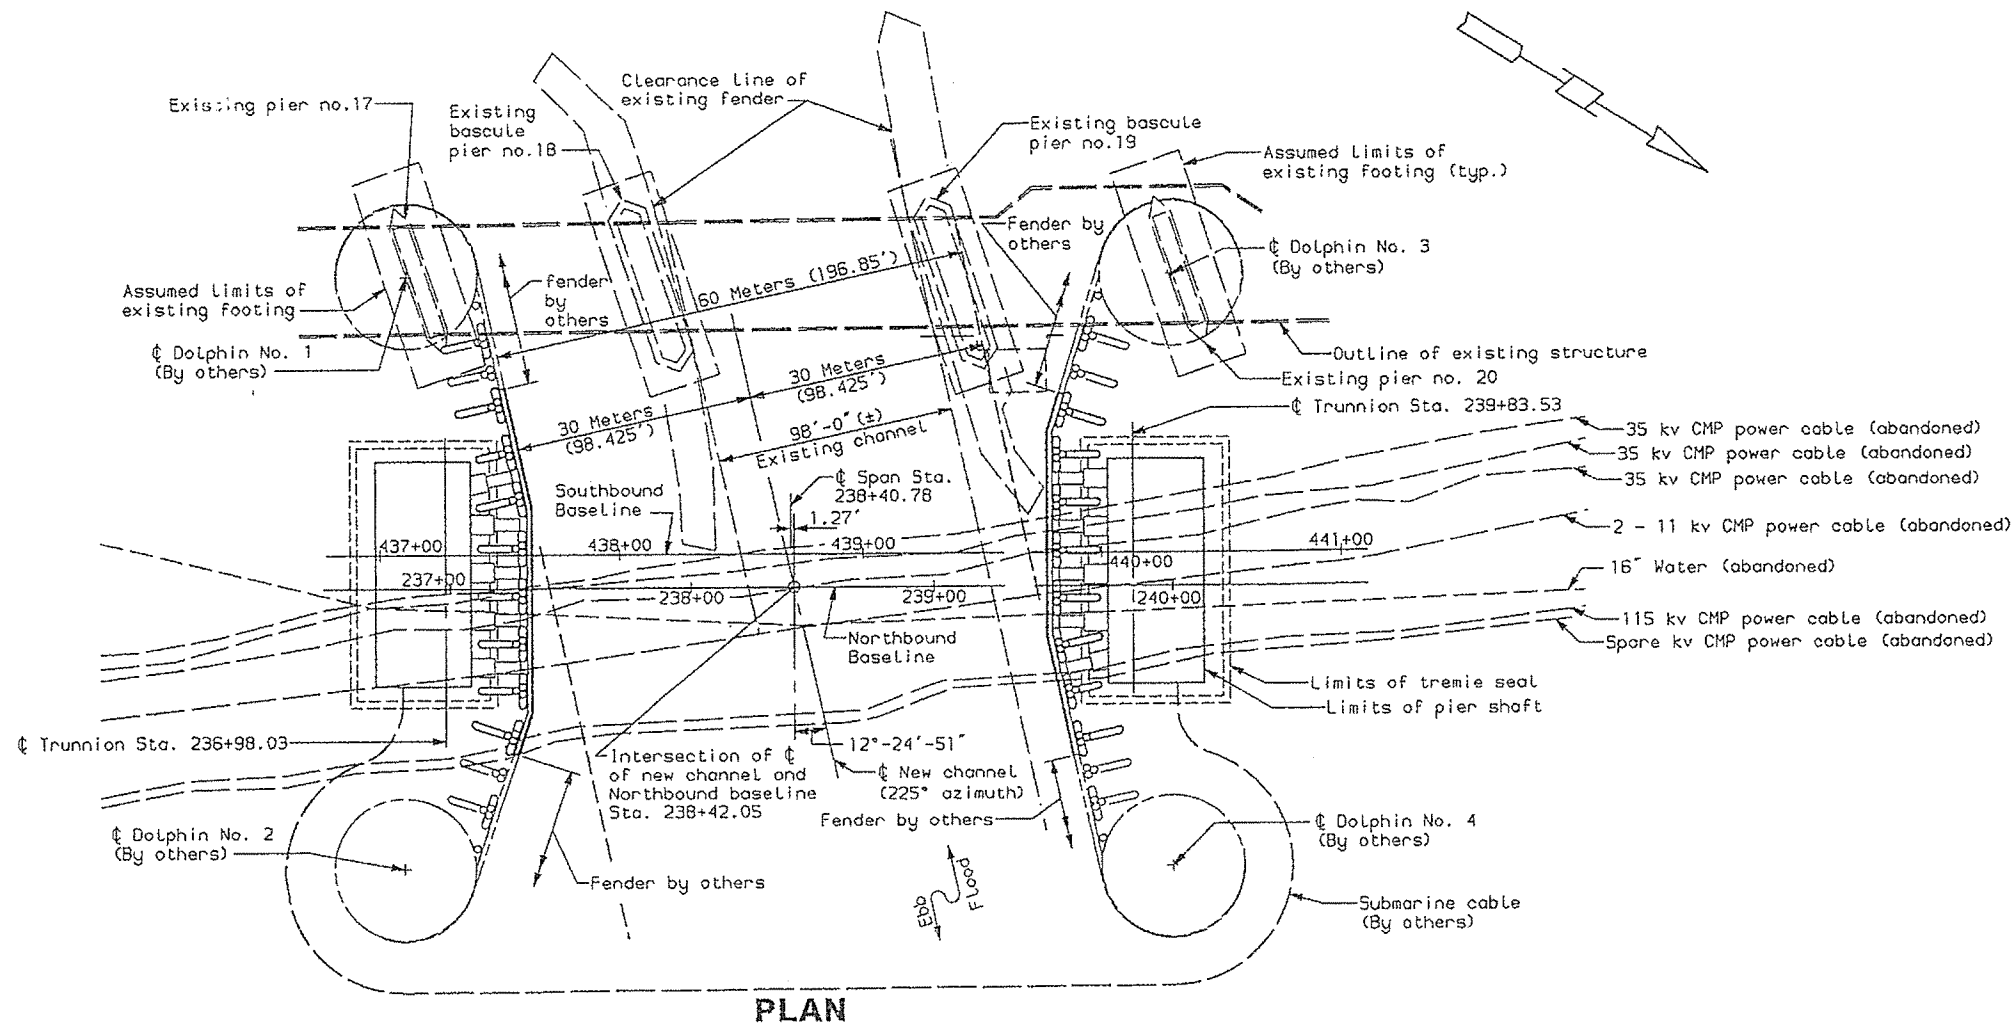 Existing pier no.17
Existing
bascule
pier no.18
Clearance line of
existing fender
Existing bascule
pier no.19
Assumed limits of
existing footing (typ.)
Fender by
others
℄ Dolphin No. 3
(By others)
Assumed limits of
existing footing
fender
by
others
60 Meters (196.85')
℄ Dolphin No. 1
(By others)
Outline of existing structure
Existing pier no. 20
30 Meters
(98.425')
℄ Trunnion Sta. 239+83.53
30 Meters
(98.425')
98'-0" (±)
Existing channel
35 kv CMP power cable (abandoned)
35 kv CMP power cable (abandoned)
35 kv CMP power cable (abandoned)
℄ Span Sta.
238+40.78
Southbound
Baseline
1.27'
2 - 11 kv CMP power cable (abandoned)
437+00
438+00
439+00
440+00
441+00
16" Water (abandoned)
237+00
238+00
239+00
240+00
115 kv CMP power cable (abandoned)
Spare kv CMP power cable (abandoned)
Northbound
Baseline
Limits of tremie seal
Limits of pier shaft
℄ Trunnion Sta. 236+98.03
12°-24'-51"
Intersection of ℄
of new channel and
Northbound baseline
Sta. 238+42.05
℄ New channel
(225° azimuth)
Fender by others
℄ Dolphin No. 2
(By others)
℄ Dolphin No. 4
(By others)
Fender by others
Ebb
Flood
Submarine cable
(By others)
PLAN